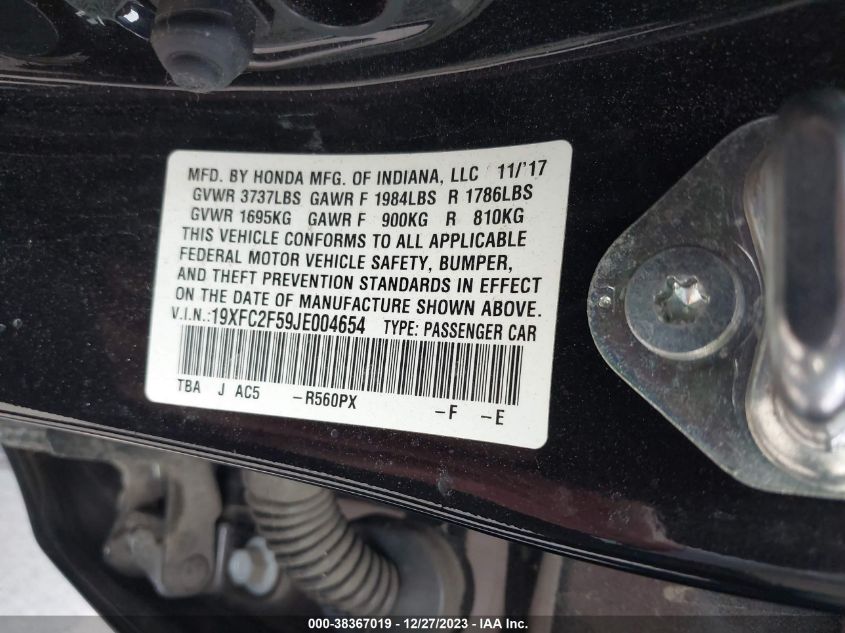 MFD. BY HONDA MFG. OF INDIANA, LLC 11/'17
GVWR 3737LBS GAWR F 1984LBS R 1786LBS
GVWR 1695KG GAWR F 900KG R 810KG
THIS VEHICLE CONFORMS TO ALL APPLICABLE
FEDERAL MOTOR VEHICLE SAFETY, BUMPER,
AND THEFT PREVENTION STANDARDS IN EFFECT
ON THE DATE OF MANUFACTURE SHOWN ABOVE.
V.I.N.:19XFC2F59JE004654 TYPE: PASSENGER CAR
TBA J AC5 -R560PX -F -E
000-38367019 - 12/27/2023 - IAA Inc.